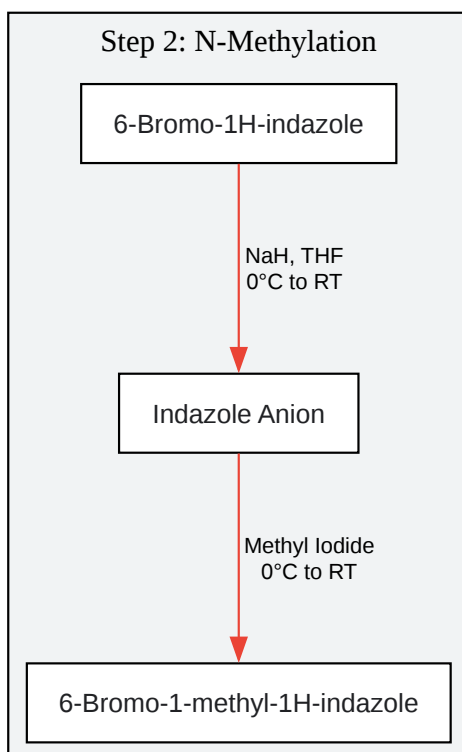 Step 2: N-Methylation
6-Bromo-1H-indazole
NaH, THF
0°C to RT
Indazole Anion
Methyl Iodide
0°C to RT
6-Bromo-1-methyl-1H-indazole